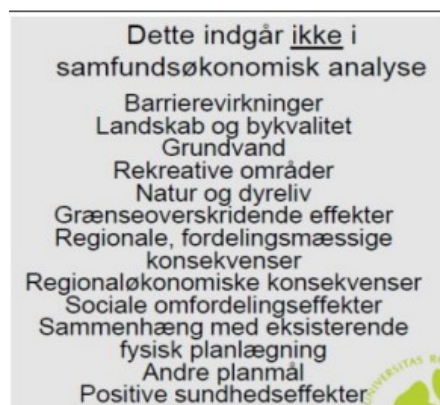 Dette indgår ikke i
samfundsøkonomisk analyse
Barrierevirkninger
Landskab og bykvalitet
Grundvand
Rekreative områder
Natur og dyreliv
Grænseoverskridende effekter
Regionale, fordelingsmæssige
konsekvenser
Regionaløkonomiske konsekvenser
Sociale omfordelingseffekter
Sammenhæng med eksisterende
fysisk planlægning
Andre planmål
Positive sundhedseffekter